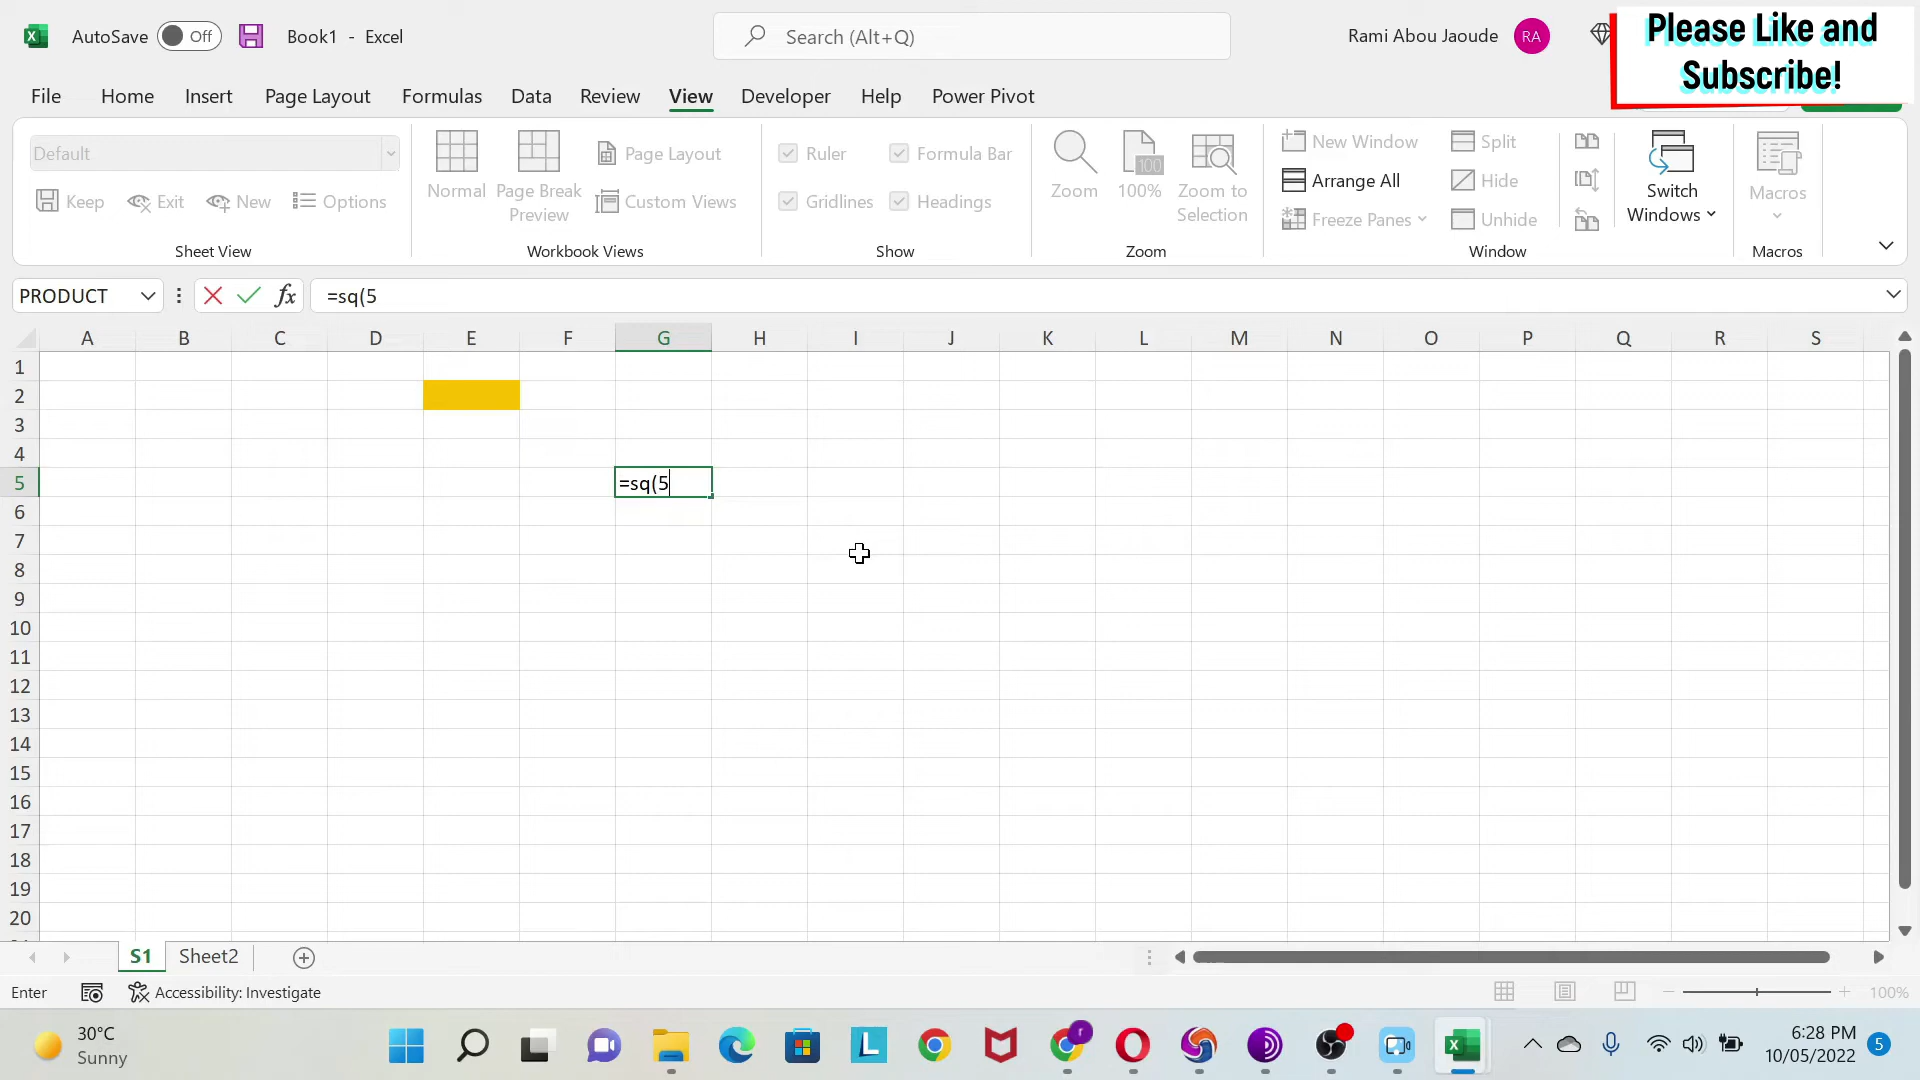 AutoSave Off Book1 - Excel Search (Alt+Q) Rami Abou Jaoude RA
Please Like and
Subscribe!
File Home Insert Page Layout Formulas Data Review View Developer Help Power Pivot
Default
Keep Exit New Options
Sheet View
Normal
Page Break
Preview
Page Layout
Custom Views
Workbook Views
Ruler Formula Bar
Gridlines Headings
Show
Zoom
100
100%
Zoom to
Selection
Zoom
New Window
Arrange All
Freeze Panes
Split
Hide
Unhide
Switch
Windows
Window
Macros
Macros
PRODUCT fx =sq(5
A B C D E F G H I J K L M N O P Q R S
1
2
3
4
5 =sq(5
6
7
8
9
10
11
12
13
14
15
16
17
18
19
20
S1 Sheet2
Enter Accessibility: Investigate 100%
30°C
Sunny
L
r
6:28 PM
10/05/2022
5